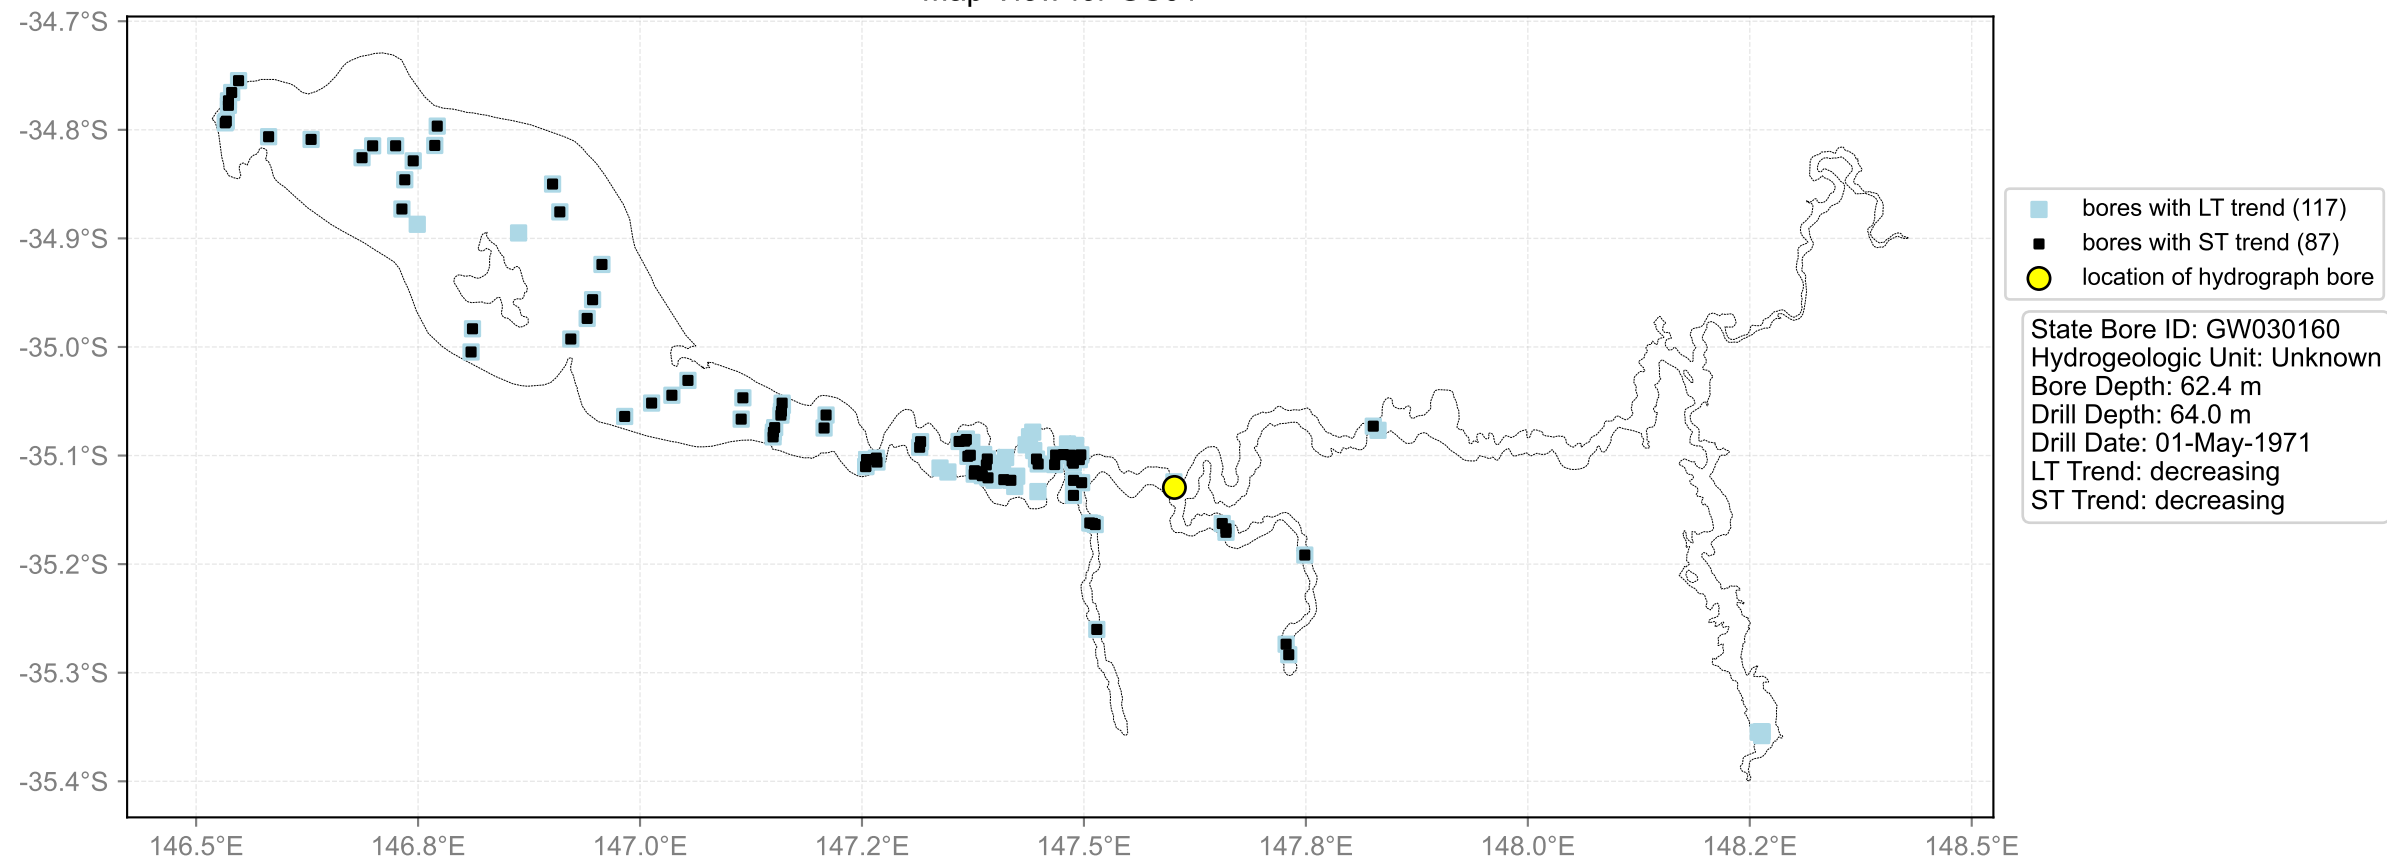 -34.7°S
-34.8°S
-34.9°S
-35.0°S
-35.1°S
-35.2°S
-35.3°S
-35.4°S
146.5°E
146.8°E
147.0°E
147.2°E
147.5°E
147.8°E
148.0°E
148.2°E
148.5°E
bores with LT trend (117)
bores with ST trend (87)
location of hydrograph bore
State Bore ID: GW030160
Hydrogeologic Unit: Unknown
Bore Depth: 62.4 m
Drill Depth: 64.0 m
Drill Date: 01-May-1971
LT Trend: decreasing
ST Trend: decreasing